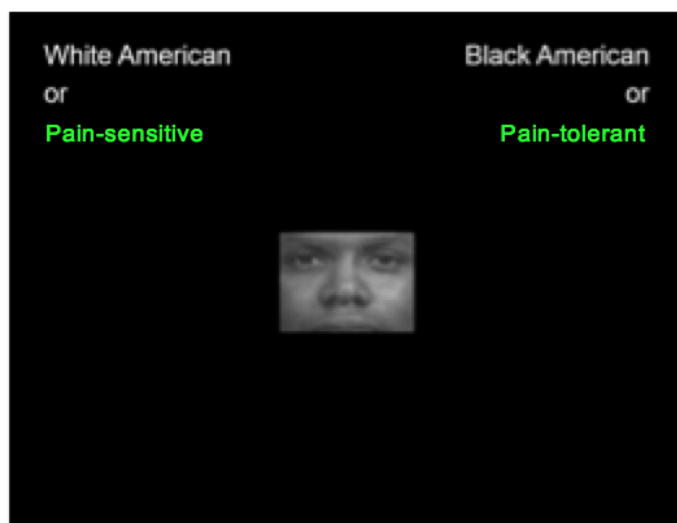 White American
or
Pain-sensitive
Black American
or
Pain-tolerant